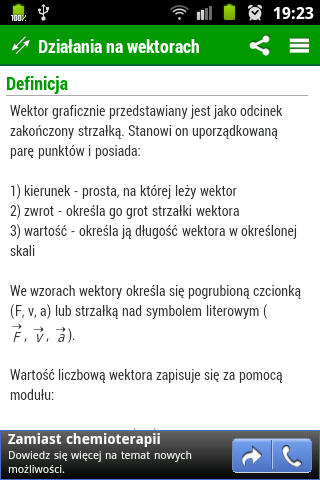 100%
19:23
Działania na wektorach
Definicja
Wektor graficznie przedstawiany jest jako odcinek
zakończony strzałką. Stanowi on uporządkowaną
parę punktów i posiada:
1) kierunek - prosta, na której leży wektor
2) zwrot - określa go grot strzałki wektora
3) wartość - określa ją długość wektora w określonej
skali
We wzorach wektory określa się pogrubioną czcionką
(F, v, a) lub strzałką nad symbolem literowym (
F⃗ , v⃗ , a⃗ ).
Wartość liczbową wektora zapisuje się za pomocą
modułu:
Zamiast chemioterapii
Dowiedz się więcej na temat nowych
możliwości.